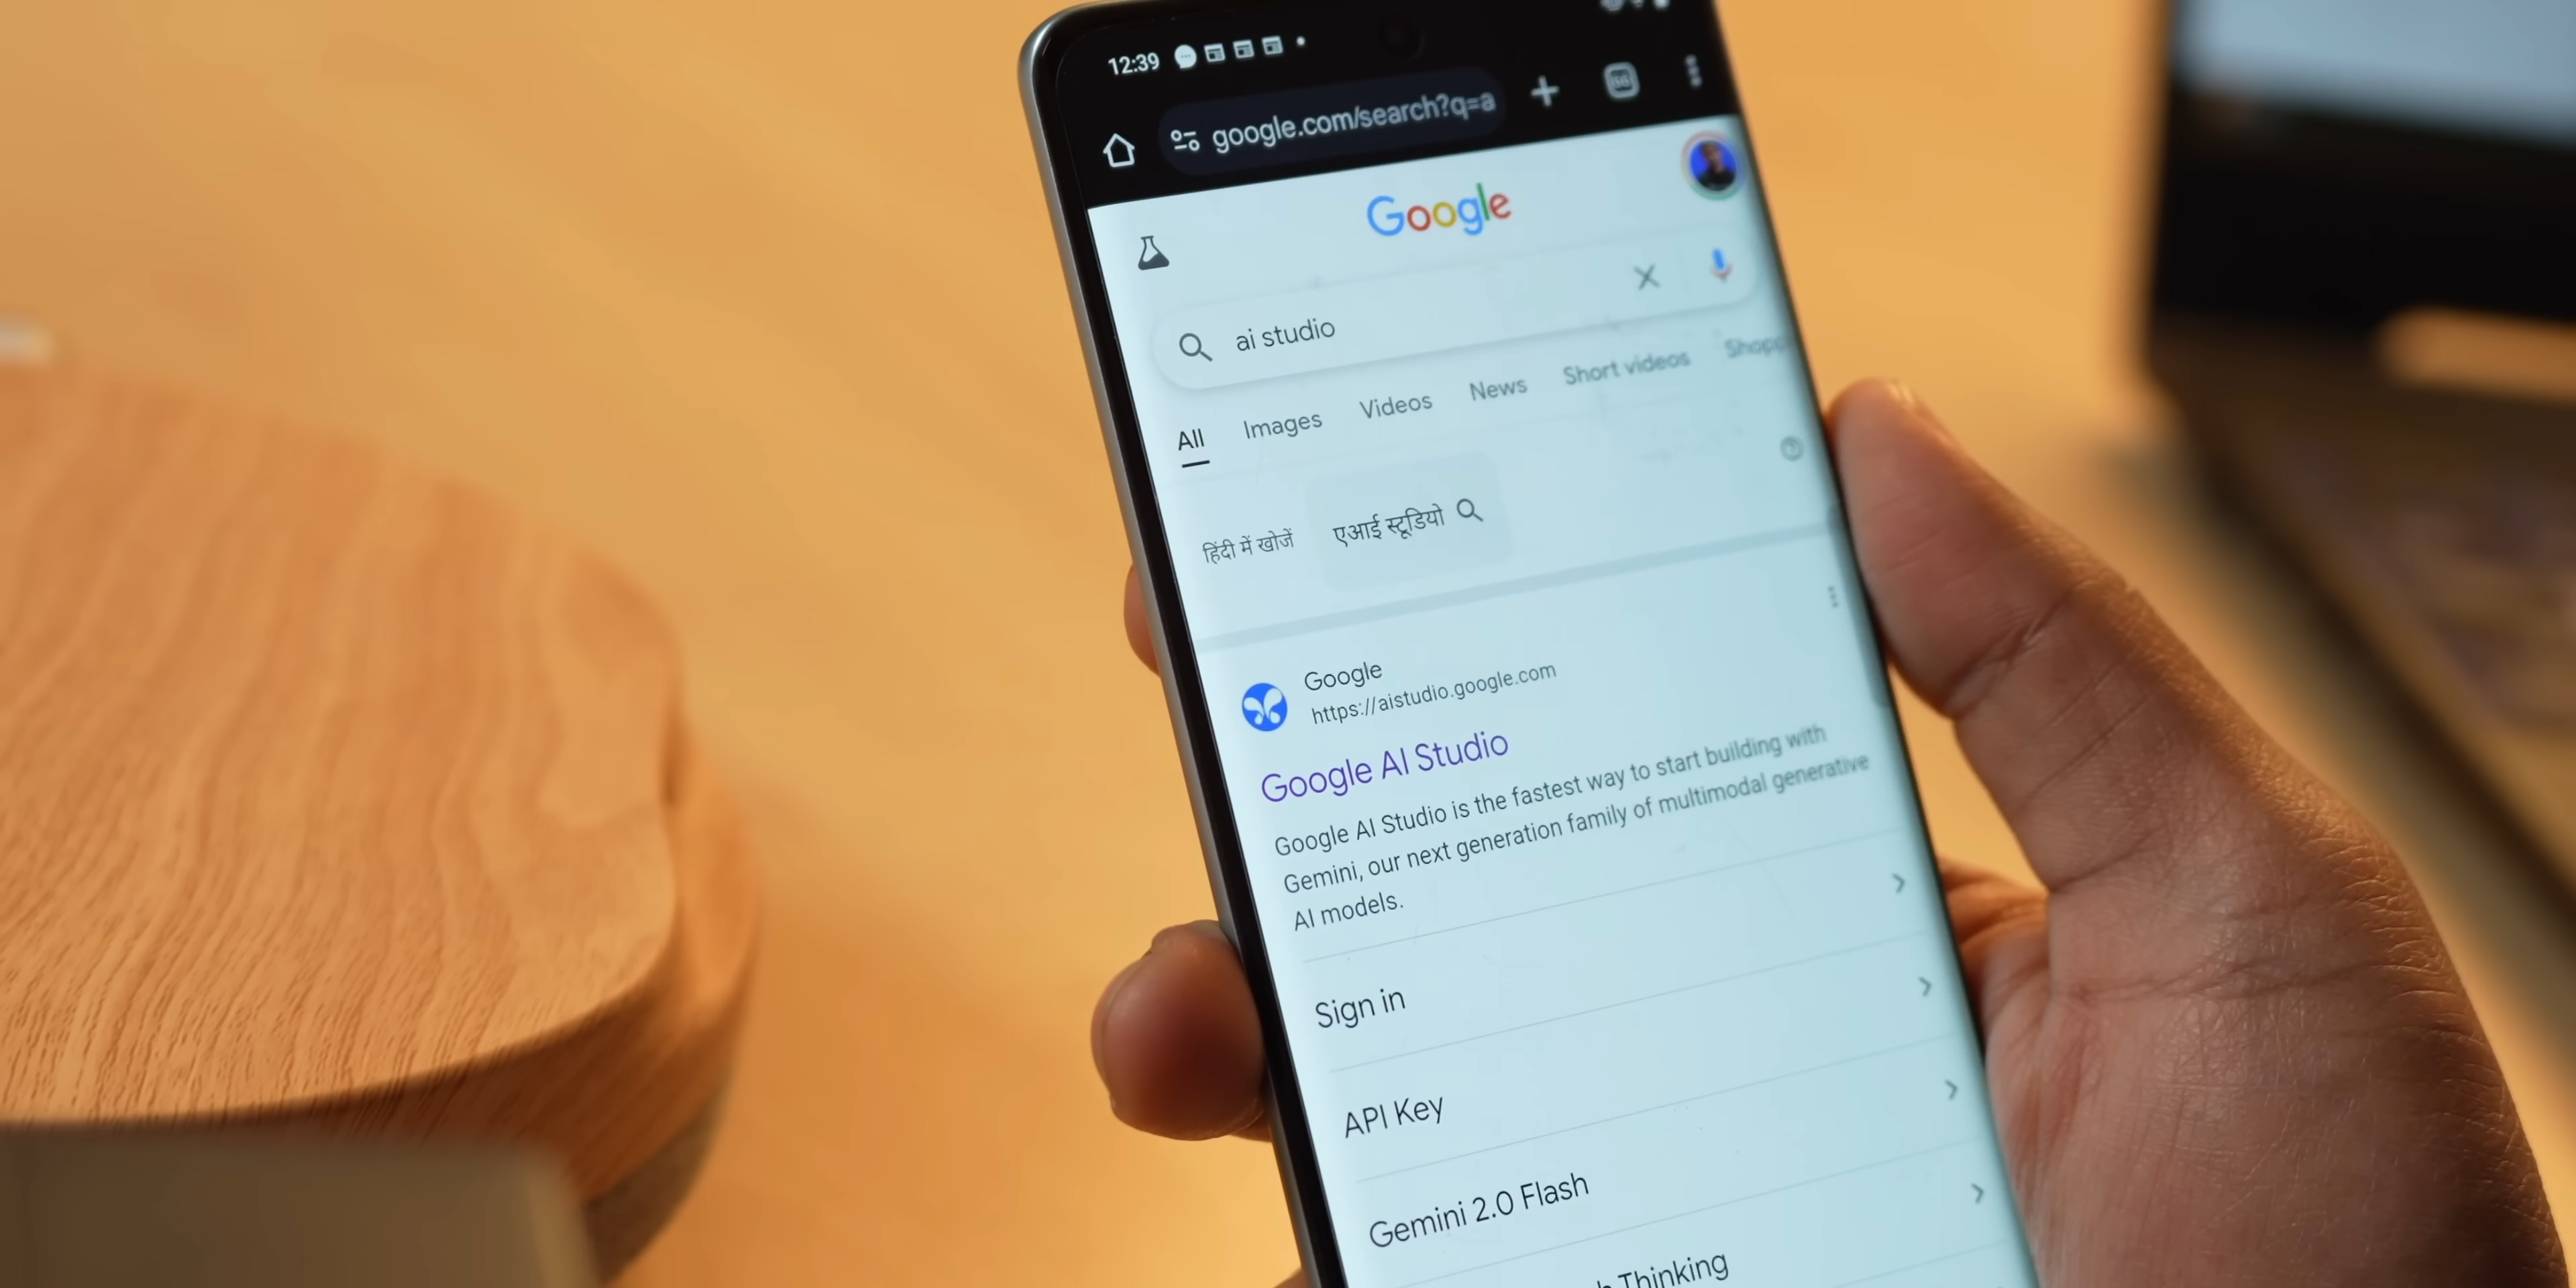 12:39
google.com/search?q=a
Google
ai studio
All Images Videos News Short videos Shopp
हिंदी में खोजें एआई स्टूडियो
Google
https://aistudio.google.com
Google AI Studio
Google AI Studio is the fastest way to start building with
Gemini, our next generation family of multimodal generative
AI models.
Sign in
API Key
Gemini 2.0 Flash
h Thinking